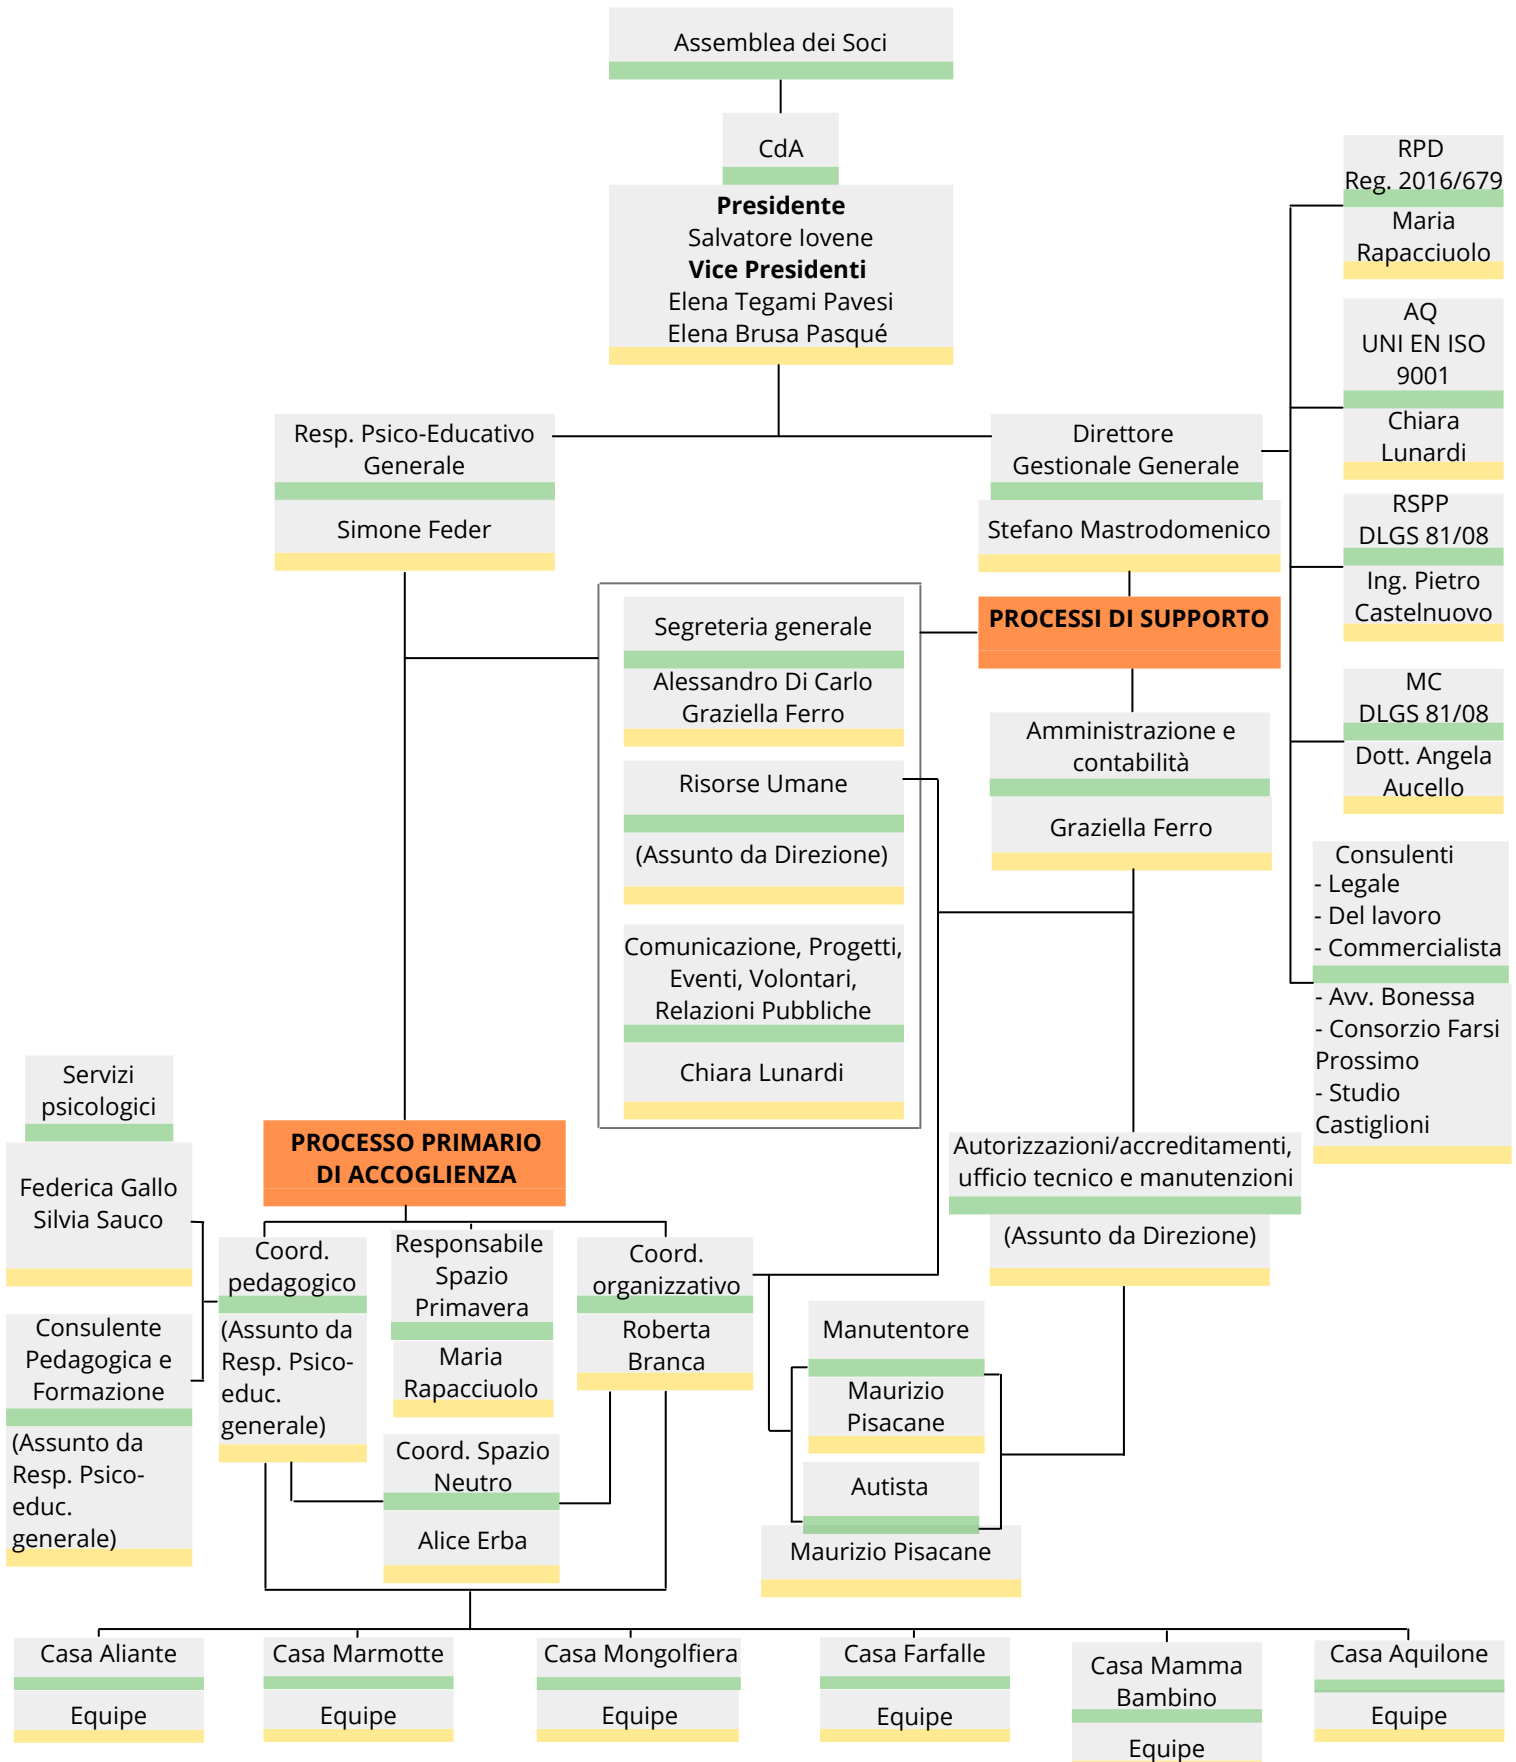 Assemblea dei Soci
CdA
Presidente
Salvatore Iovene
Vice Presidenti
Elena Tegami Pavesi
Elena Brusa Pasqué
RPD
Reg. 2016/679
Maria
Rapacciuolo
AQ
UNI EN ISO
9001
Chiara
Lunardi
RSPP
DLGS 81/08
Ing. Pietro
Castelnuovo
MC
DLGS 81/08
Dott. Angela
Aucello
Consulenti
- Legale
- Del lavoro
- Commercialista
- Avv. Bonessa
- Consorzio Farsi
Prossimo
- Studio
Castiglioni
Resp. Psico-Educativo
Generale
Simone Feder
Direttore
Gestionale Generale
Stefano Mastrodomenico
PROCESSI DI SUPPORTO
Segreteria generale
Alessandro Di Carlo
Graziella Ferro
Risorse Umane
(Assunto da Direzione)
Comunicazione, Progetti,
Eventi, Volontari,
Relazioni Pubbliche
Chiara Lunardi
Amministrazione e
contabilità
Graziella Ferro
Autorizzazioni/accreditamenti,
ufficio tecnico e manutenzioni
(Assunto da Direzione)
PROCESSO PRIMARIO
DI ACCOGLIENZA
Servizi
psicologici
Federica Gallo
Silvia Sauco
Consulente
Pedagogica e
Formazione
(Assunto da
Resp. Psico-
educ.
generale)
Coord.
pedagogico
(Assunto da
Resp. Psico-
educ.
generale)
Responsabile
Spazio
Primavera
Maria
Rapacciuolo
Coord.
organizzativo
Roberta
Branca
Coord. Spazio
Neutro
Alice Erba
Manutentore
Maurizio
Pisacane
Autista
Maurizio Pisacane
Casa Aliante
Equipe
Casa Marmotte
Equipe
Casa Mongolfiera
Equipe
Casa Farfalle
Equipe
Casa Mamma
Bambino
Equipe
Casa Aquilone
Equipe